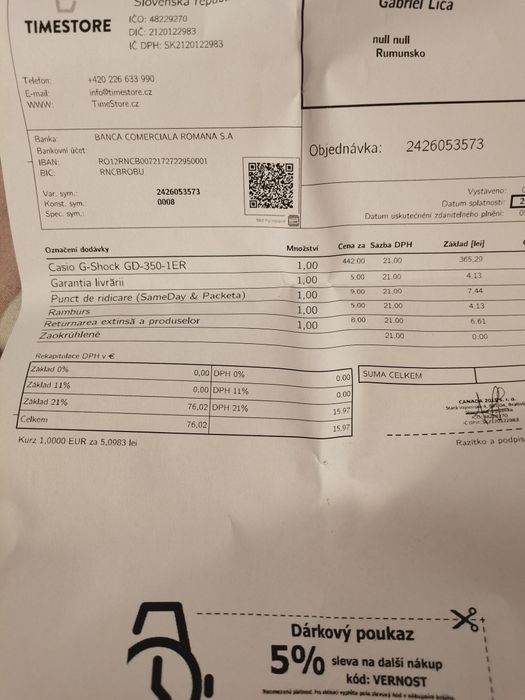 Slovenská repu
TIMESTORE
IČO: 48229270
DIČ: 2120122983
IČ DPH: SK2120122983
Gabriel Lica
null null
Rumunsko
Telefon: +420 226 633 990
E-mail: info@timestore.cz
WWW: TimeStore.cz
Banka: BANCA COMERCIALA ROMANA S.A
Bankovní účet:
IBAN: RO12RNCB0072172722950001
BIC: RNCBROBU
Var. sym.: 2426053573
Konst. sym.: 0008
Spec. sym.:
Objednávka: 2426053573
Vystaveno:
Datum splatnosti: 2
Datum uskutečnění zdanitelného plnění:
Označení dodávky Množství Cena za Sazba DPH Základ [lei]
Casio G-Shock GD-350-1ER 1,00 442.00 21.00 365.29
Garantia livrării 1,00 5.00 21.00 4.13
Punct de ridicare (SameDay & Packeta) 1,00 9.00 21.00 7.44
Ramburs 1,00 5.00 21.00 4.13
Returnarea extinsă a produselor 1,00 8.00 21.00 6.61
Zaokrúhlené 21.00 0.00
Rekapitulace DPH v €
Základ 0% 0,00 DPH 0% 0.00
Základ 11% 0,00 DPH 11% 0.00
Základ 21% 76,02 DPH 21% 15.97
Celkem 76,02 15.97
SUMA CELKEM
Kurz 1,0000 EUR za 5,0983 lei
Razítko a podpis
Dárkový poukaz
5% sleva na další nákup
kód: VERNOST